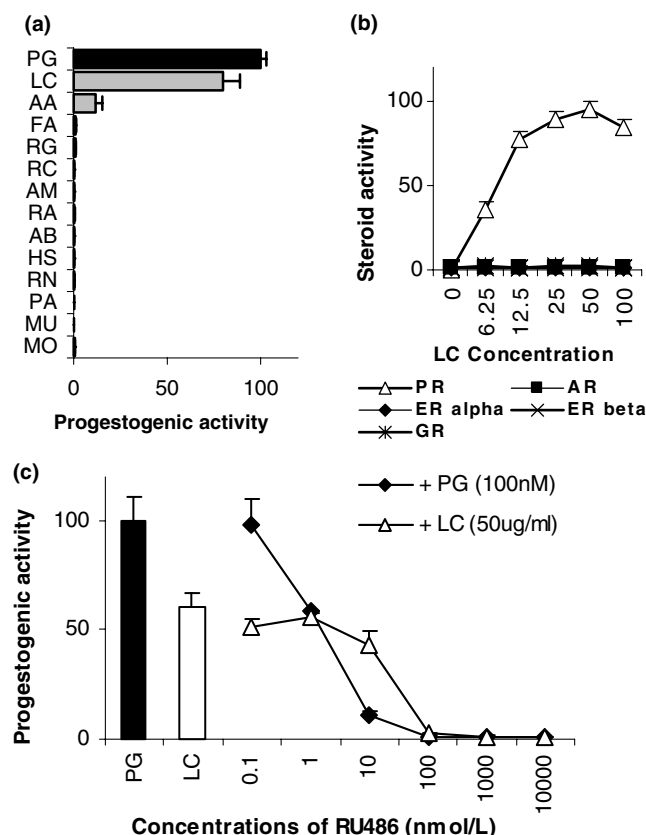 (a)
PG
LC
AA
FA
RG
RC
AM
RA
AB
HS
RN
PA
MU
MO
0 50 100
Progestogenic activity
(b)
Steroid activity
100
50
0
0 6.25 12.5 25 50 100
LC Concentration
PR AR
ER alpha ER beta
GR
(c)
+ PG (100nM)
+ LC (50ug/ml)
Progestogenic activity
100
50
0
PG LC 0.1 1 10 100 1000 10000
Concentrations of RU486 (nmol/L)